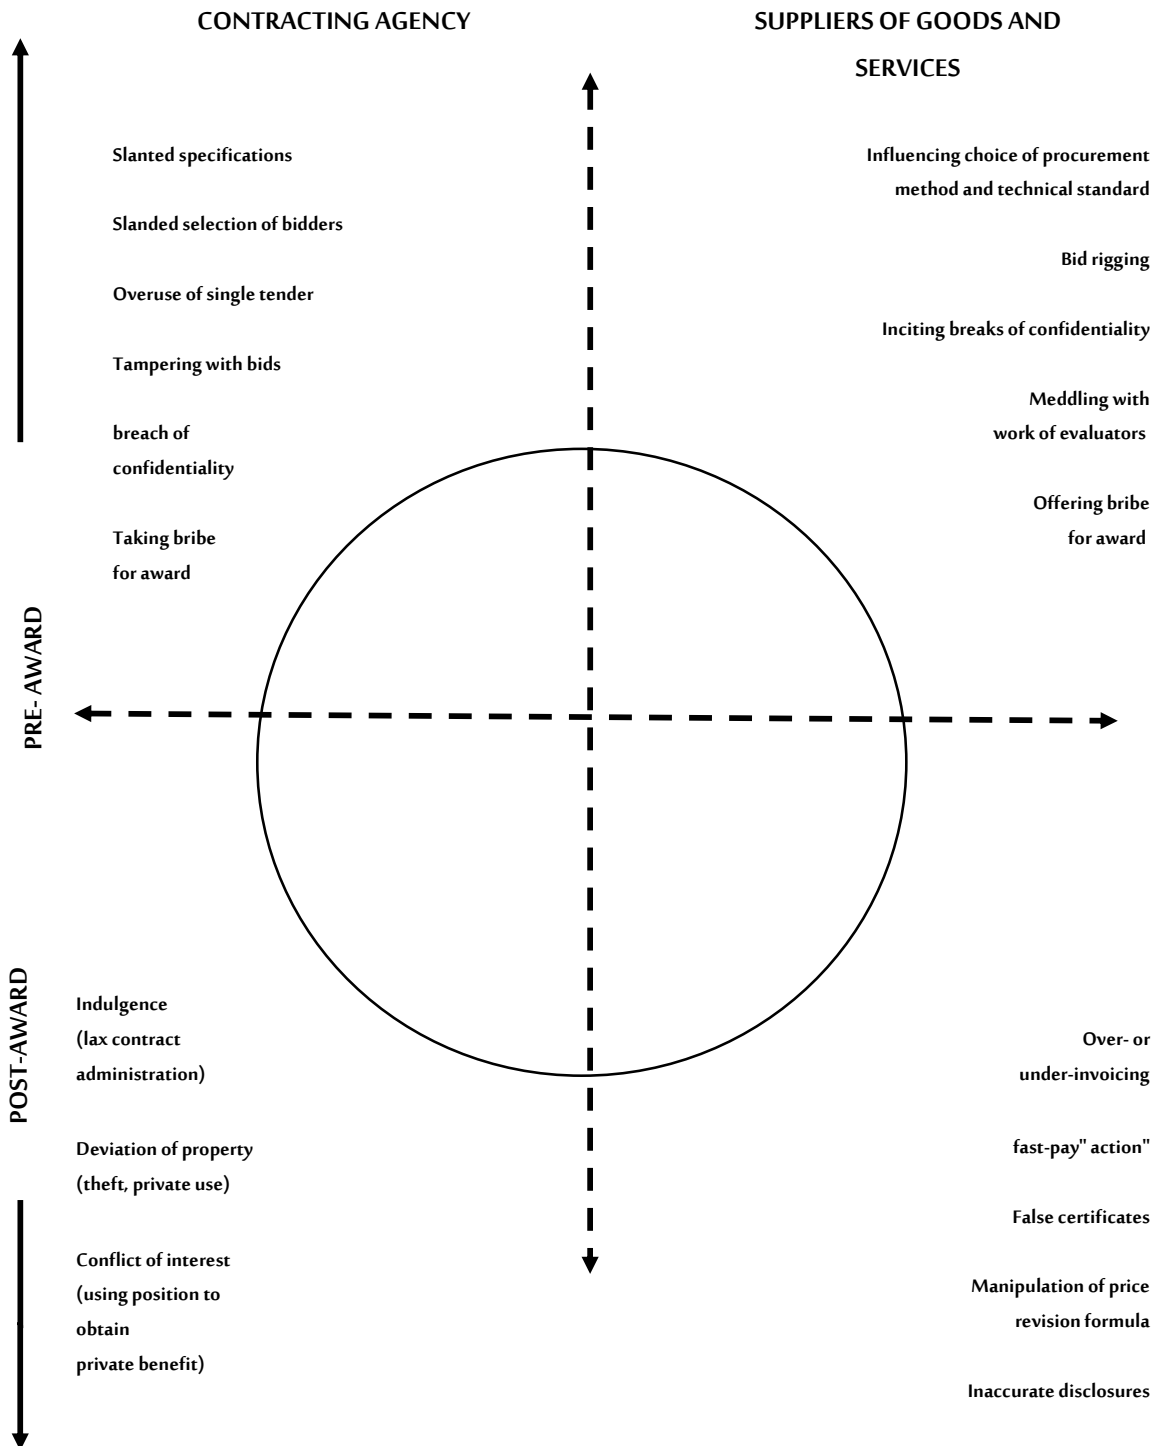 CONTRACTING AGENCY
SUPPLIERS OF GOODS AND
SERVICES
Slanted specifications
Slanded selection of bidders
Overuse of single tender
Tampering with bids
breach of
confidentiality
Taking bribe
for award
Influencing choice of procurement
method and technical standard
Bid rigging
Inciting breaks of confidentiality
Meddling with
work of evaluators
Offering bribe
for award
PRE- AWARD
POST-AWARD
Indulgence
(lax contract
administration)
Deviation of property
(theft, private use)
Conflict of interest
(using position to
obtain
private benefit)
Over- or
under-invoicing
fast-pay" action"
False certificates
Manipulation of price
revision formula
Inaccurate disclosures